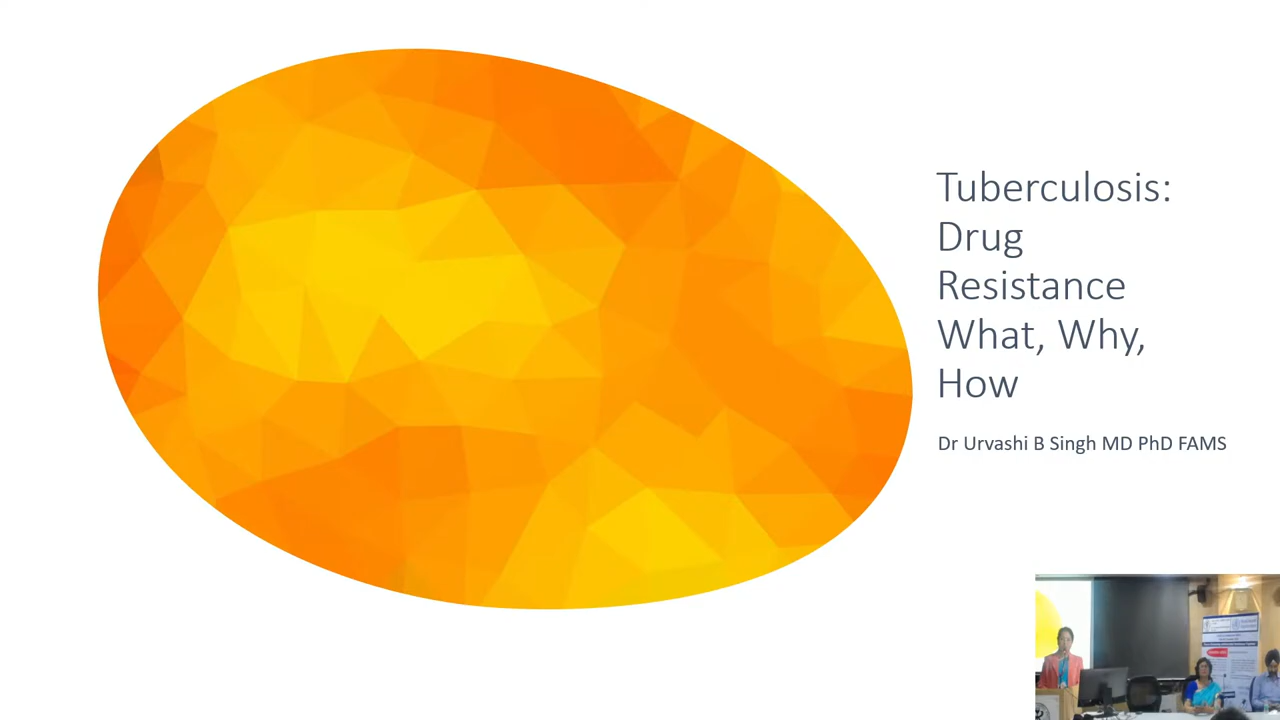 Tuberculosis:
Drug
Resistance
What, Why,
How
Dr Urvashi B Singh MD PhD FAMS